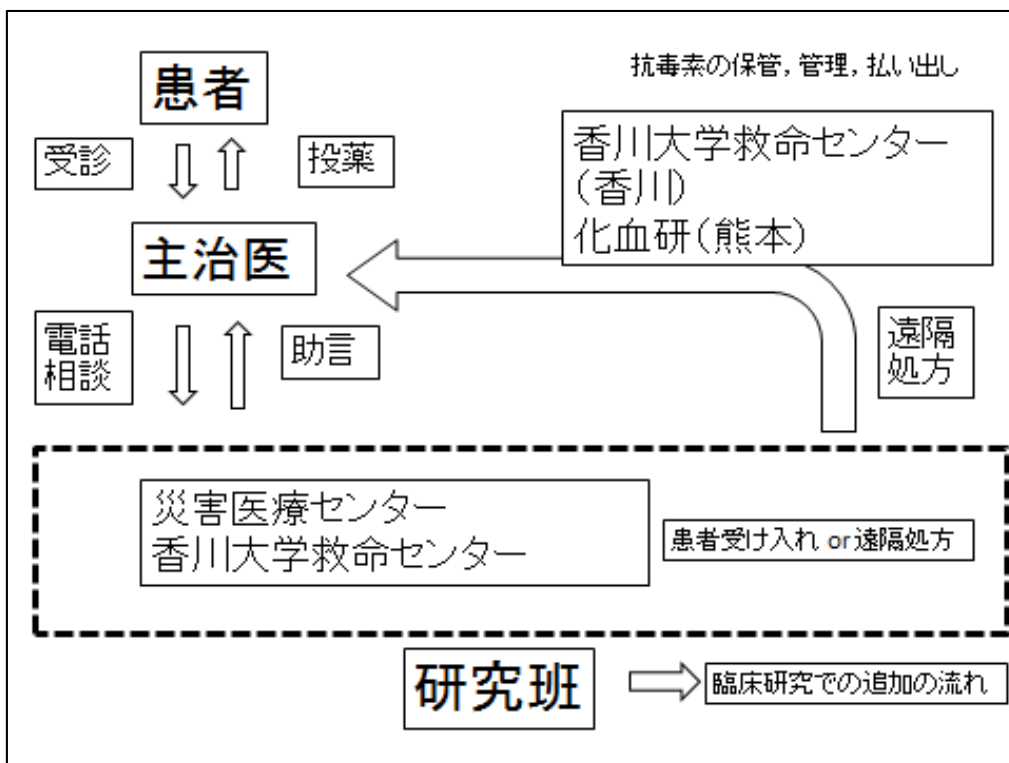 患者
抗毒素の保管,管理,払い出し
受診
投薬
香川大学救命センター
(香川)
化血研(熊本)
主治医
電話
相談
助言
遠隔
処方
災害医療センター
香川大学救命センター
患者受け入れ or 遠隔処方
研究班
臨床研究での追加の流れ